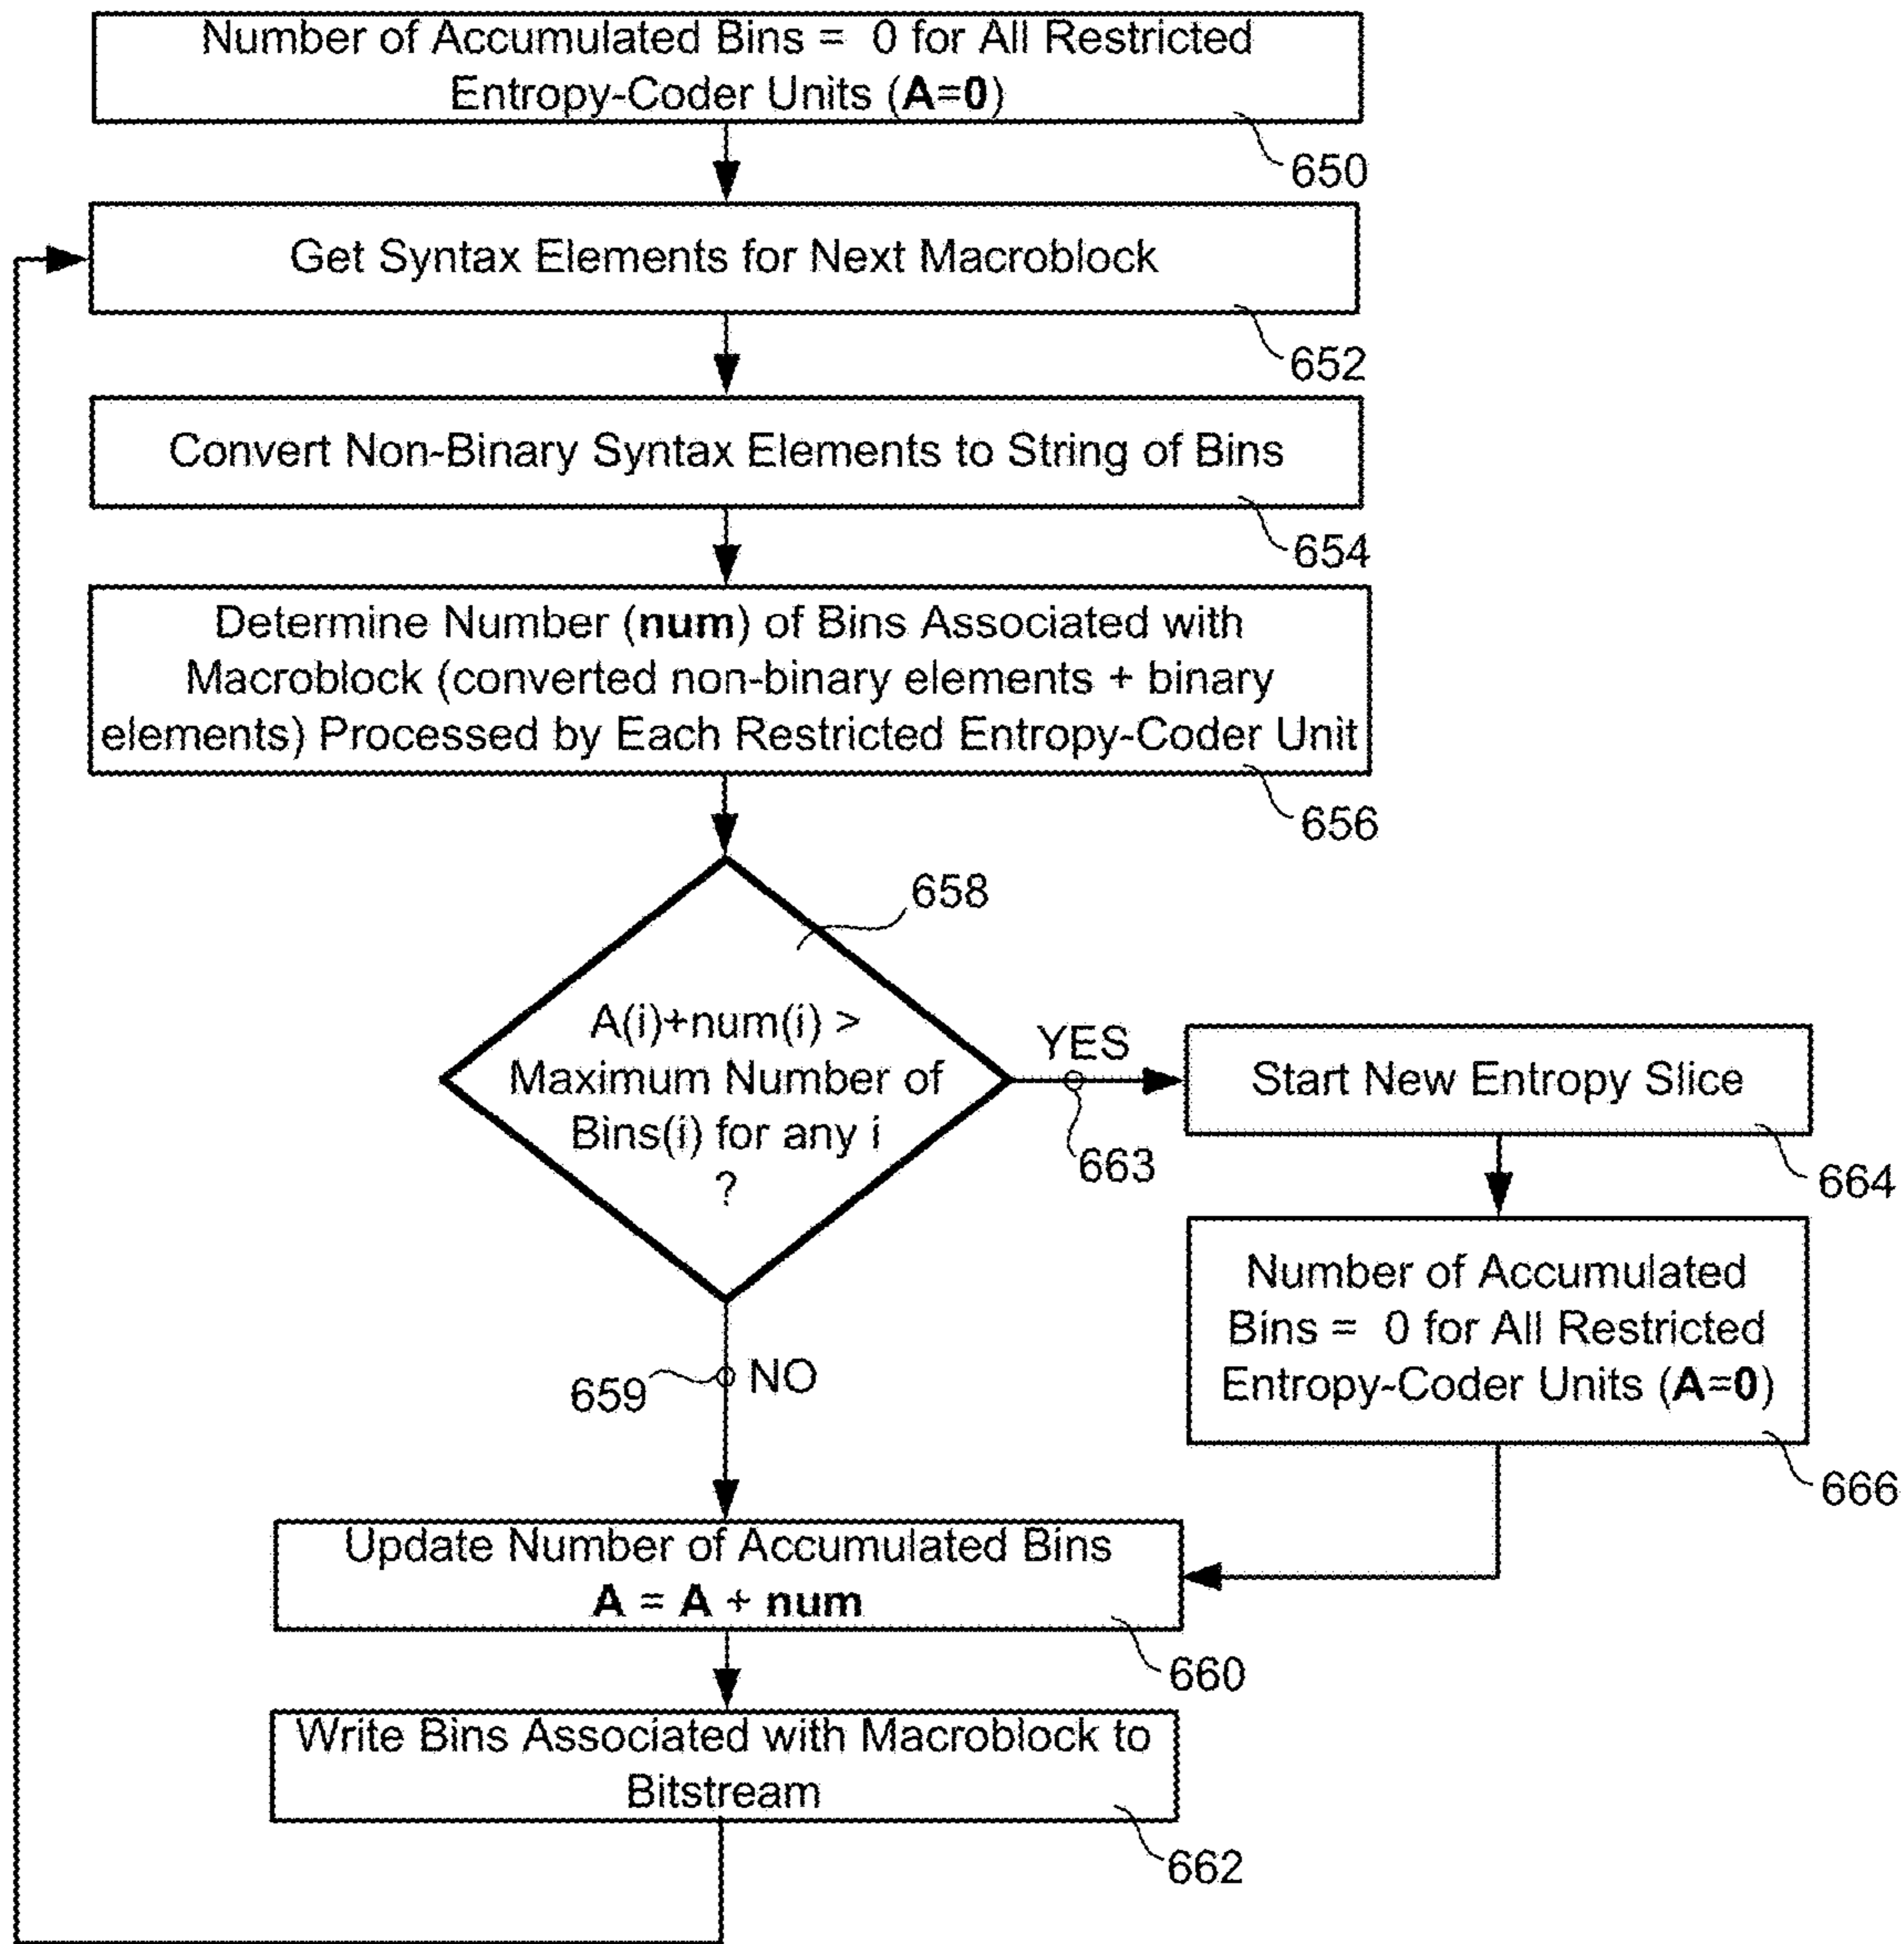 Number of Accumulated Bins = 0 for All Restricted
Entropy-Coder Units (A=0)
650
Get Syntax Elements for Next Macroblock
652
Convert Non-Binary Syntax Elements to String of Bins
654
Determine Number (num) of Bins Associated with
Macroblock (converted non-binary elements + binary
elements) Processed by Each Restricted Entropy-Coder Unit
656
658
A(i)+num(i) >
Maximum Number of
Bins(i) for any i
?
YES
663
Start New Entropy Slice
664
Number of Accumulated
Bins = 0 for All Restricted
Entropy-Coder Units (A=0)
666
659
NO
Update Number of Accumulated Bins
A = A + num
660
Write Bins Associated with Macroblock to
Bitstream
662